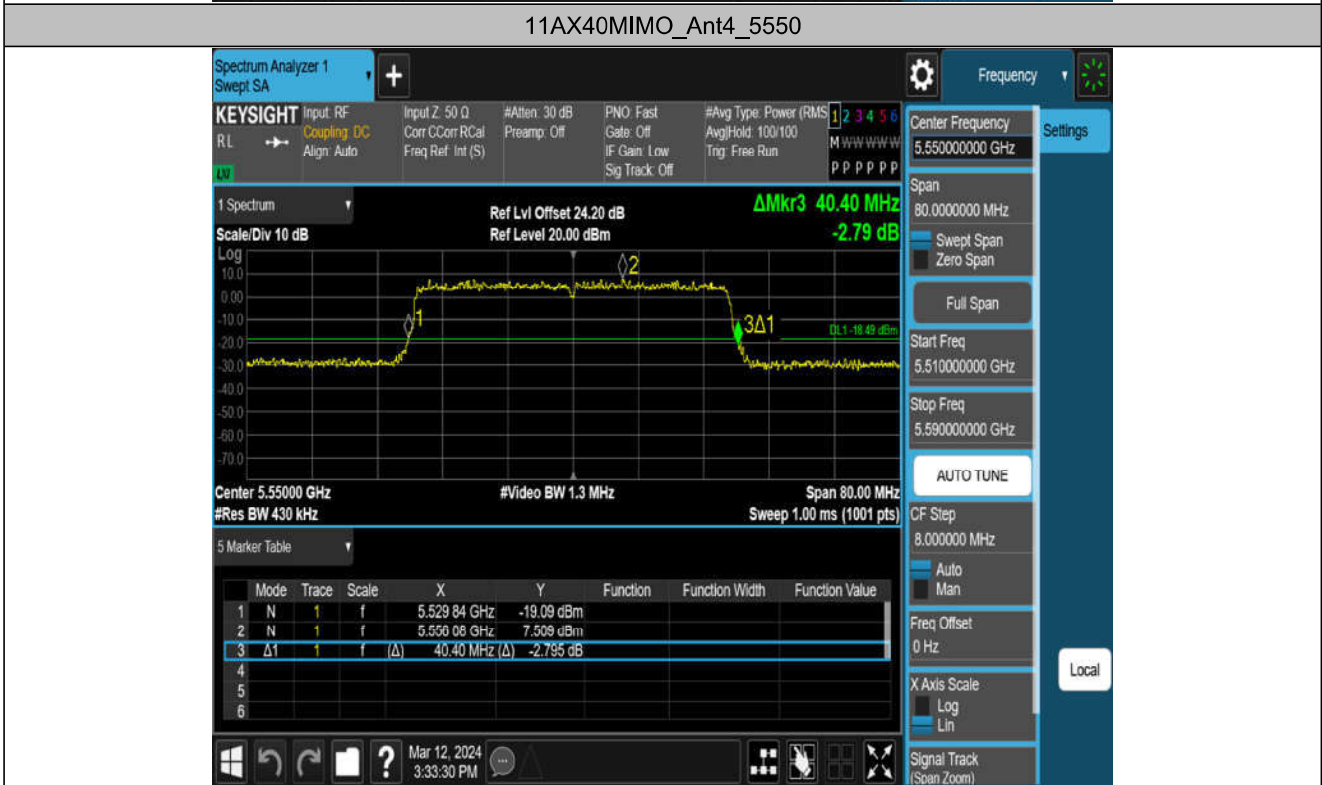 11AX40MIMO_Ant4_5550
Spectrum Analyzer 1
Swept SA
+
Frequency
KEYSIGHT
RL
LXI
Input: RF
Coupling: DC
Align: Auto
Input Z: 50 Ω
Corr CCorr RCal
Freq Ref: Int (S)
#Atten: 30 dB
Preamp: Off
PNO: Fast
Gate: Off
IF Gain: Low
Sig Track: Off
#Avg Type: Power (RMS
Avg|Hold: 100/100
Trig: Free Run
1 2 3 4 5 6
M W W W W W
P P P P P P
Center Frequency
5.550000000 GHz
Settings
Span
80.0000000 MHz
Swept Span
Zero Span
Full Span
Start Freq
5.510000000 GHz
Stop Freq
5.590000000 GHz
AUTO TUNE
CF Step
8.000000 MHz
Auto
Man
Freq Offset
0 Hz
X Axis Scale
Log
Lin
Signal Track
(Span Zoom)
Local
1 Spectrum
Scale/Div 10 dB
Ref Lvl Offset 24.20 dB
Ref Level 20.00 dBm
ΔMkr3 40.40 MHz
-2.79 dB
Log
10.0
0.00
-10.0
-20.0
-30.0
-40.0
-50.0
-60.0
-70.0
1
2
3Δ1
DL1 -18.49 dBm
Center 5.55000 GHz
#Video BW 1.3 MHz
Span 80.00 MHz
#Res BW 430 kHz
Sweep 1.00 ms (1001 pts)
5 Marker Table
Mode Trace Scale X Y Function Function Width Function Value
1 N 1 f 5.529 84 GHz -19.09 dBm
2 N 1 f 5.556 08 GHz 7.509 dBm
3 Δ1 1 f (Δ) 40.40 MHz (Δ) -2.795 dB
4
5
6
?
Mar 12, 2024
3:33:30 PM